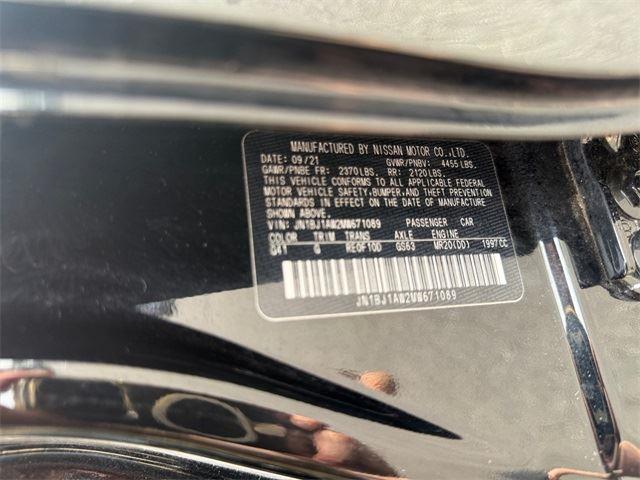 MANUFACTURED BY NISSAN MOTOR CO.,LTD.
DATE: 09/21 GVWR/PNBV: 4455 LBS.
GAWR/PNBE FR: 2370 LBS. RR: 2120 LBS.
THIS VEHICLE CONFORMS TO ALL APPLICABLE FEDERAL
MOTOR VEHICLE SAFETY,BUMPER,AND THEFT PREVENTION
STANDARDS IN EFFECT ON THE DATE OF MANUFACTURE
SHOWN ABOVE.
VIN: JN1BJ1AW2MW671089 PASSENGER CAR
COLOR TRIM TRANS AXLE ENGINE
G41 G RE0F10D GS63 MR20(DD) 1997CC
JN1BJ1AW2MW671089